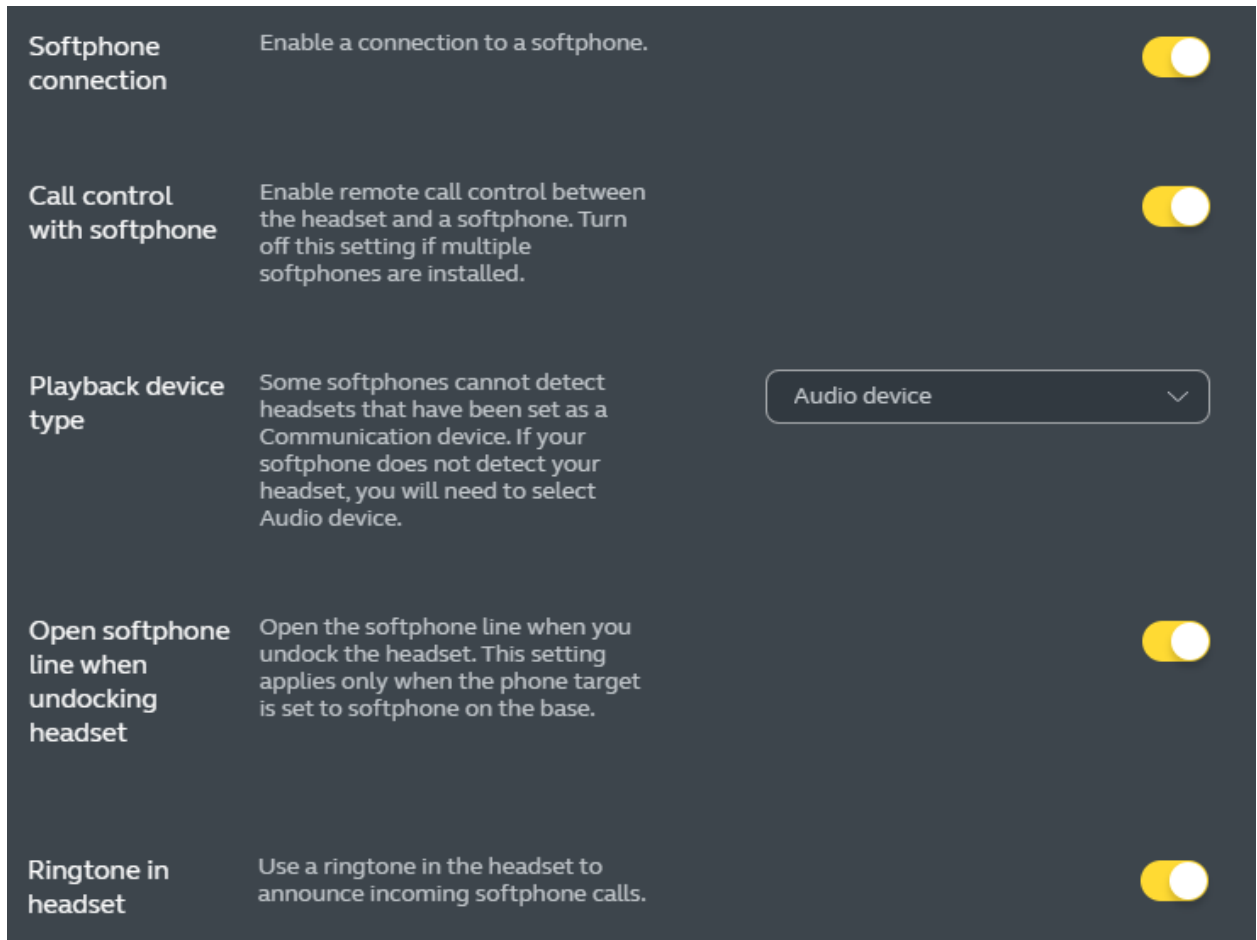 Softphone
connection
Enable a connection to a softphone.
Call control
with softphone
Enable remote call control between
the headset and a softphone. Turn
off this setting if multiple
softphones are installed.
Playback device
type
Some softphones cannot detect
headsets that have been set as a
Communication device. If your
softphone does not detect your
headset, you will need to select
Audio device.
Audio device
Open softphone
line when
undocking
headset
Open the softphone line when you
undock the headset. This setting
applies only when the phone target
is set to softphone on the base.
Ringtone in
headset
Use a ringtone in the headset to
announce incoming softphone calls.